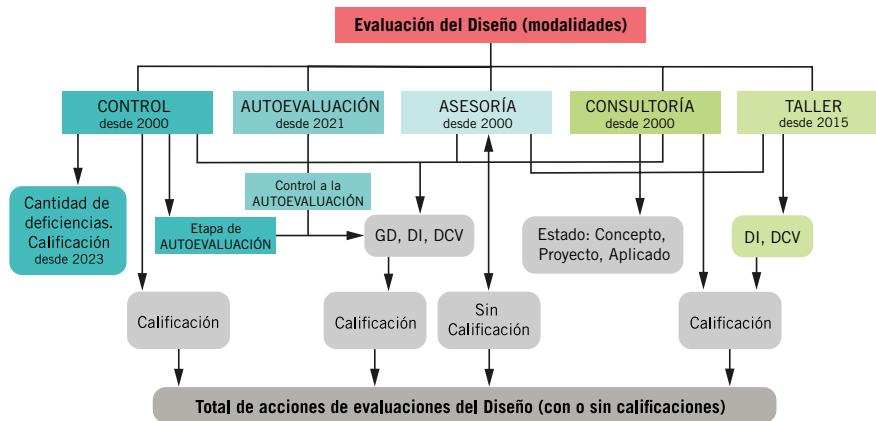 Evaluación del Diseño (modalidades)
CONTROL
desde 2000
AUTOEVALUACIÓN
desde 2021
ASESORÍA
desde 2000
CONSULTORÍA
desde 2000
TALLER
desde 2015
Cantidad de
deficiencias.
Calificación
desde 2023
Etapa de
AUTOEVALUACIÓN
Control a la
AUTOEVALUACIÓN
GD, DI, DCV
Estado: Concepto,
Proyecto, Aplicado
DI, DCV
Calificación
Calificación
Sin
Calificación
Calificación
Total de acciones de evaluaciones del Diseño (con o sin calificaciones)